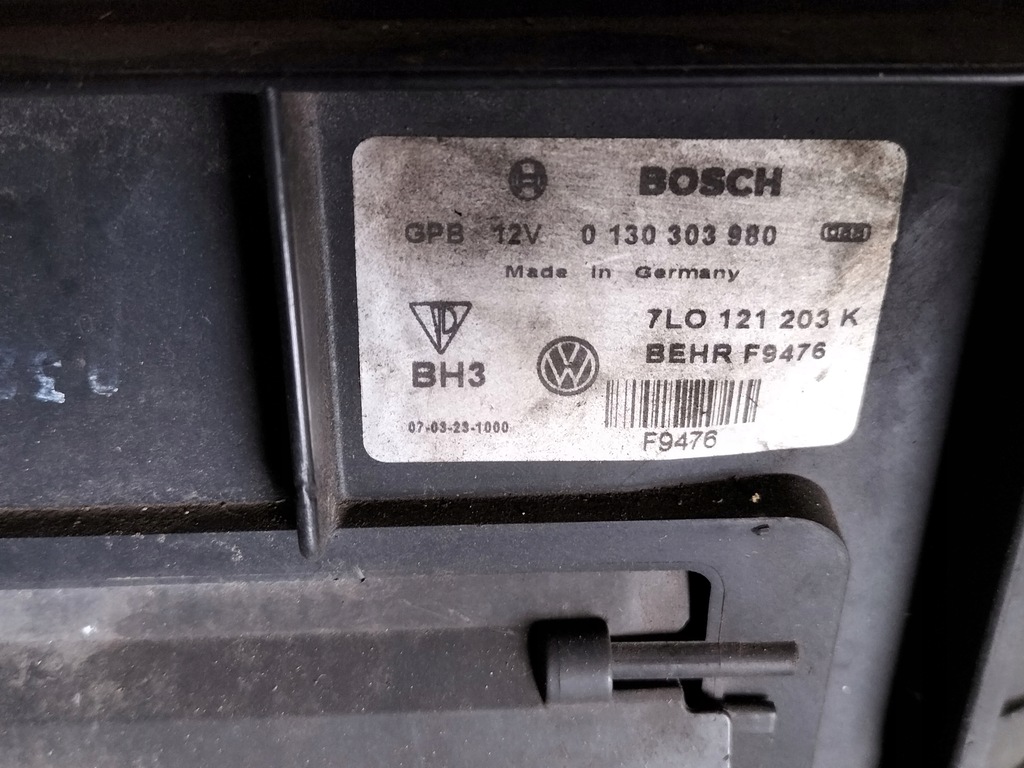 BOSCH
GPB 12V 0 130 303 980
Made in Germany
7LO 121 203 K
BEHR F9476
BH3
07-03-23-1000
F9476